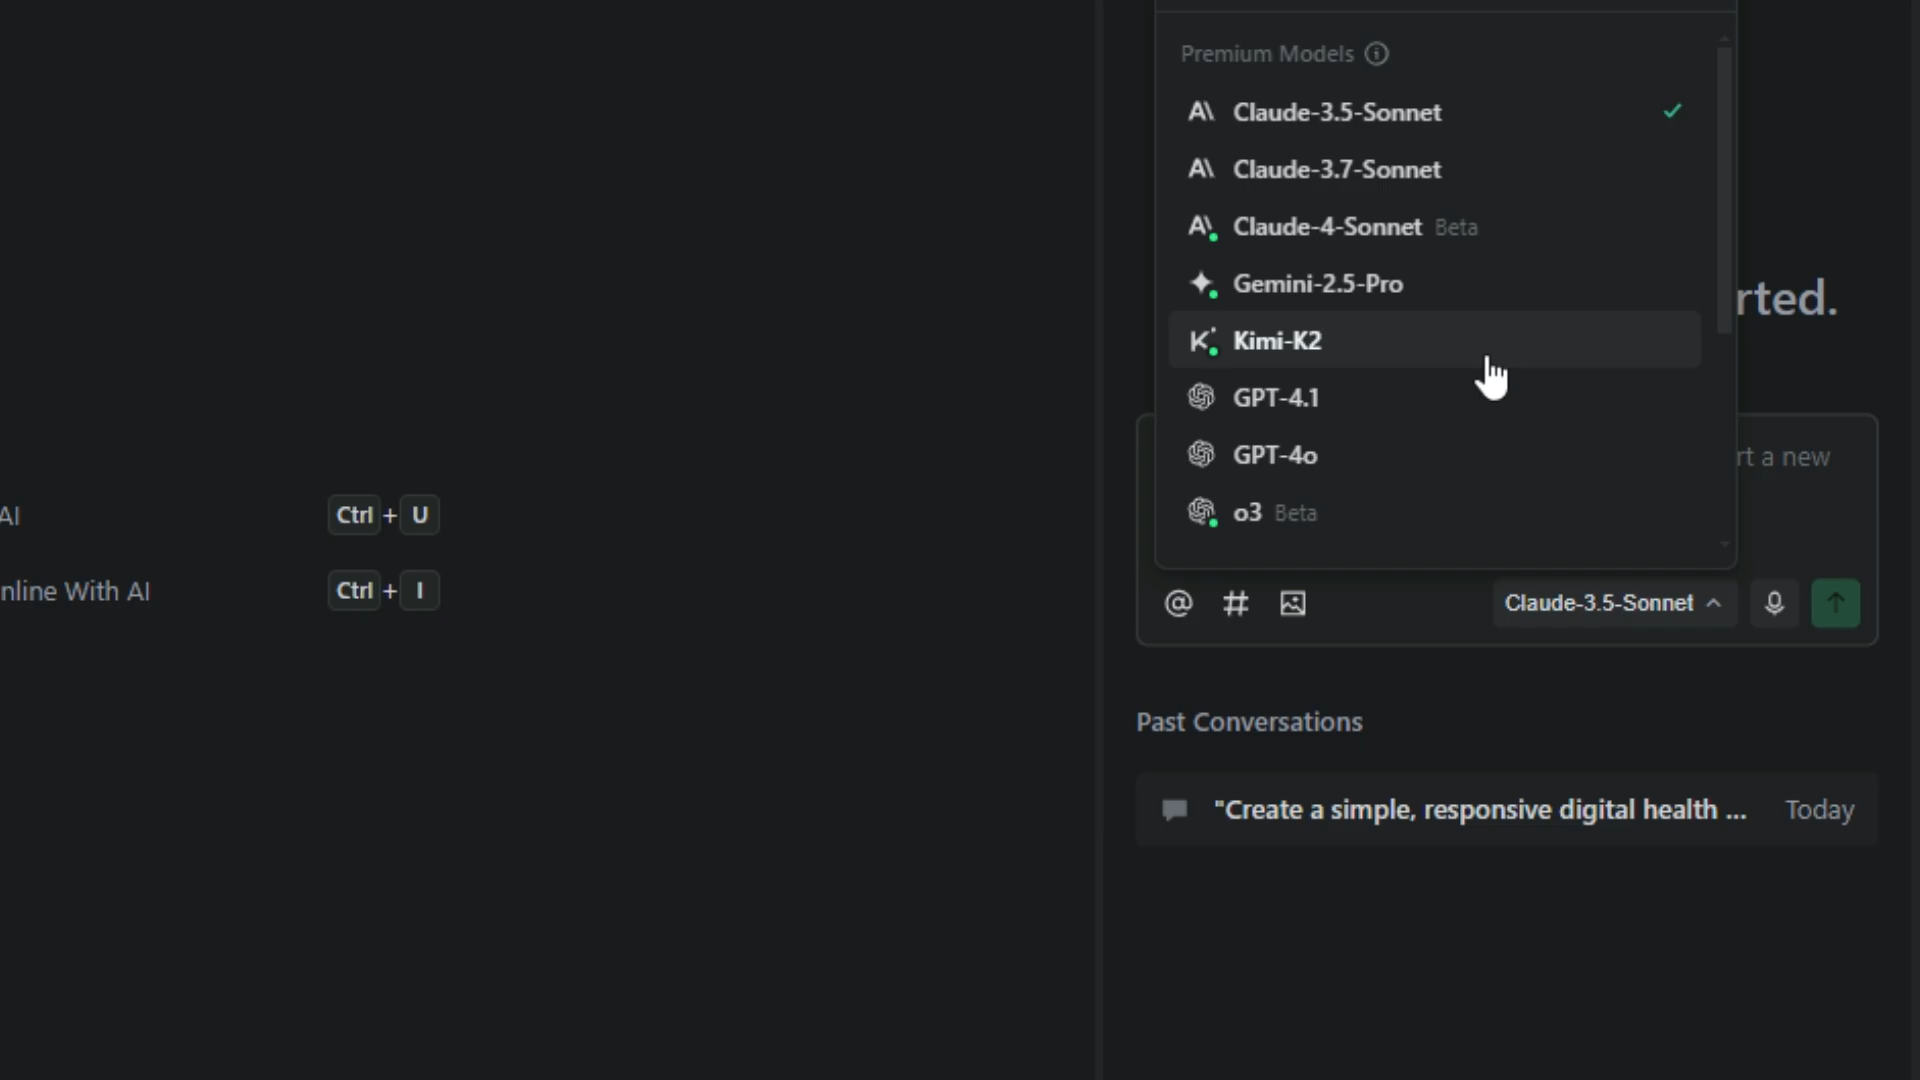 Premium Models
Claude-3.5-Sonnet
Claude-3.7-Sonnet
Claude-4-Sonnet Beta
Gemini-2.5-Pro
rted.
Kimi-K2
GPT-4.1
rt a new
GPT-4o
o3 Beta
AI Ctrl + U
nline With AI Ctrl + I
@ # Claude-3.5-Sonnet
Past Conversations
"Create a simple, responsive digital health ... Today